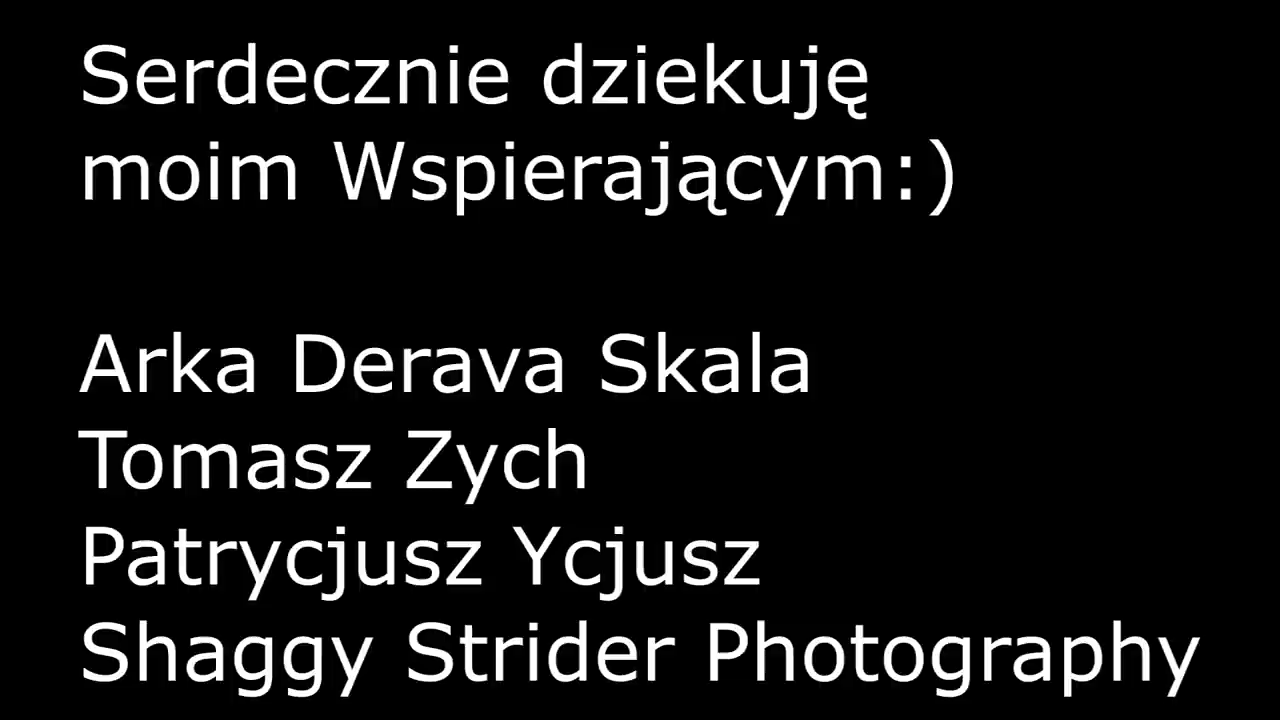 Serdecznie dziekuję
moim Wspierającym:)
Arka Derava Skala
Tomasz Zych
Patrycjusz Ycjusz
Shaggy Strider Photography